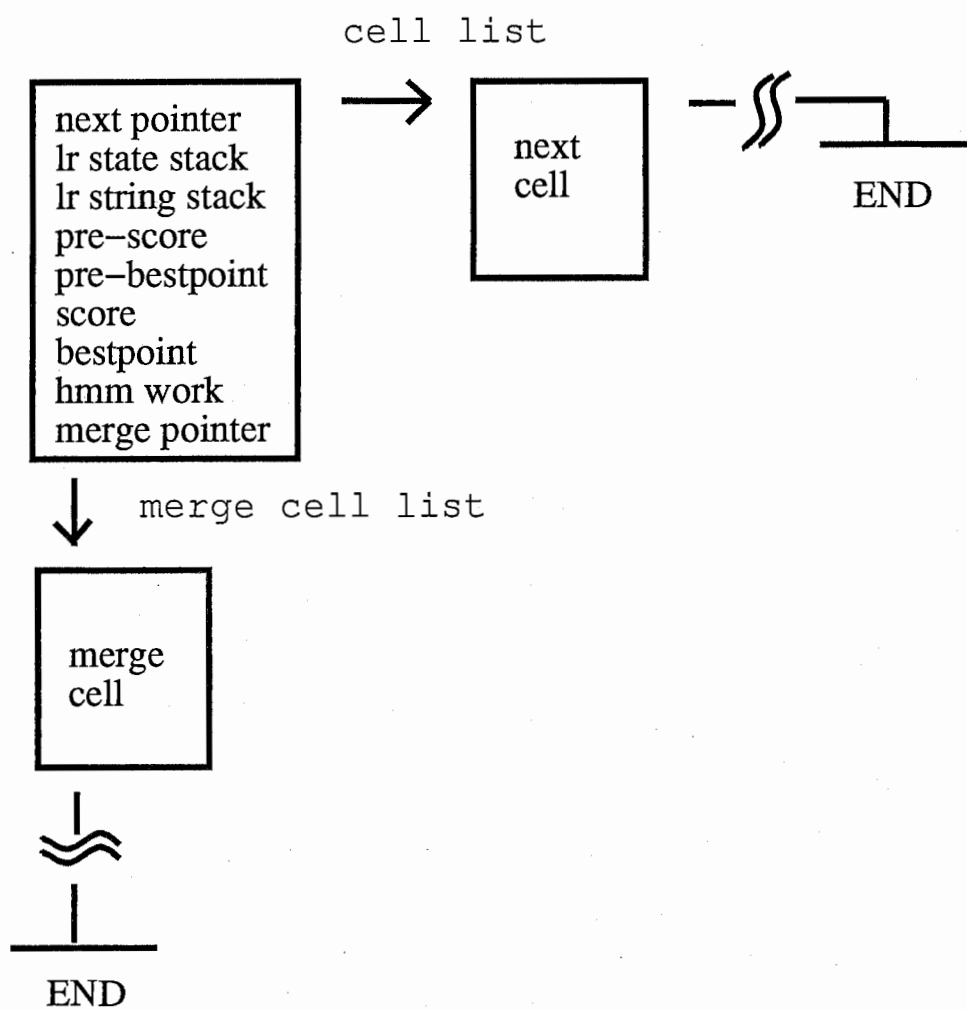 cell list
next pointer
lr state stack
lr string stack
pre−score
pre−bestpoint
score
bestpoint
hmm work
merge pointer
next
cell
END
merge cell list
merge
cell
END